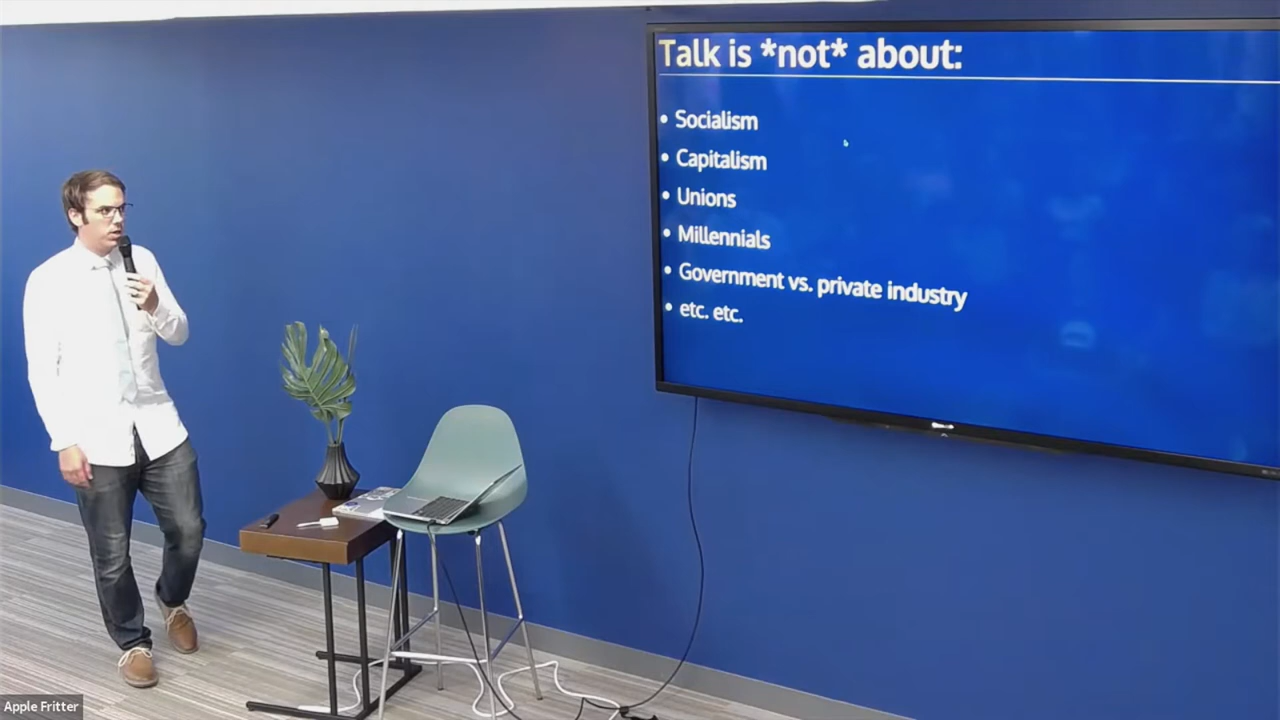 Talk is *not* about:
• Socialism
• Capitalism
• Unions
• Millennials
• Government vs. private industry
• etc. etc.
Apple Fritter